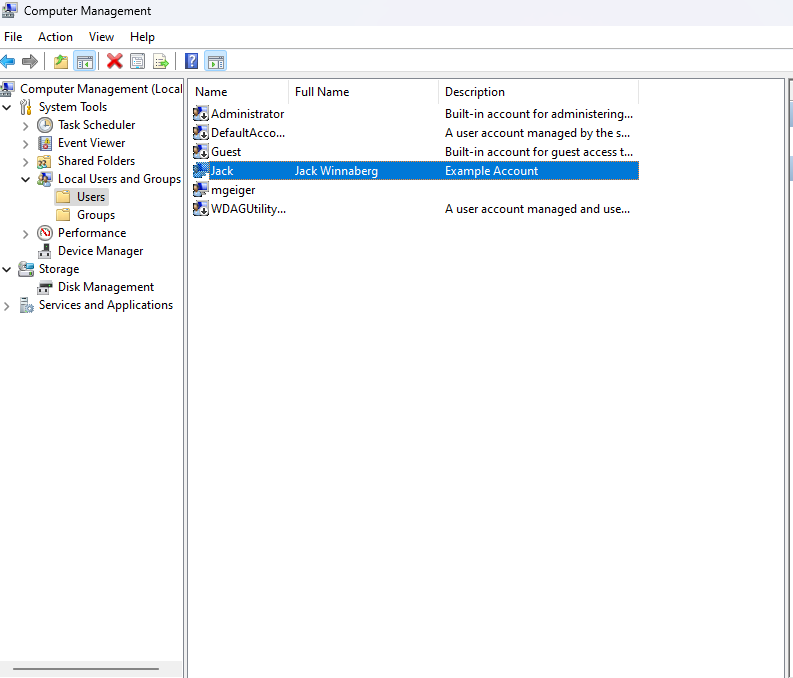 Computer Management
File Action View Help
Computer Management (Local
System Tools
Task Scheduler
Event Viewer
Shared Folders
Local Users and Groups
Users
Groups
Performance
Device Manager
Storage
Disk Management
Services and Applications
Name Full Name Description
Administrator Built-in account for administering...
DefaultAcco... A user account managed by the s...
Guest Built-in account for guest access t...
Jack Jack Winnaberg Example Account
mgeiger
WDAGUtility... A user account managed and use...